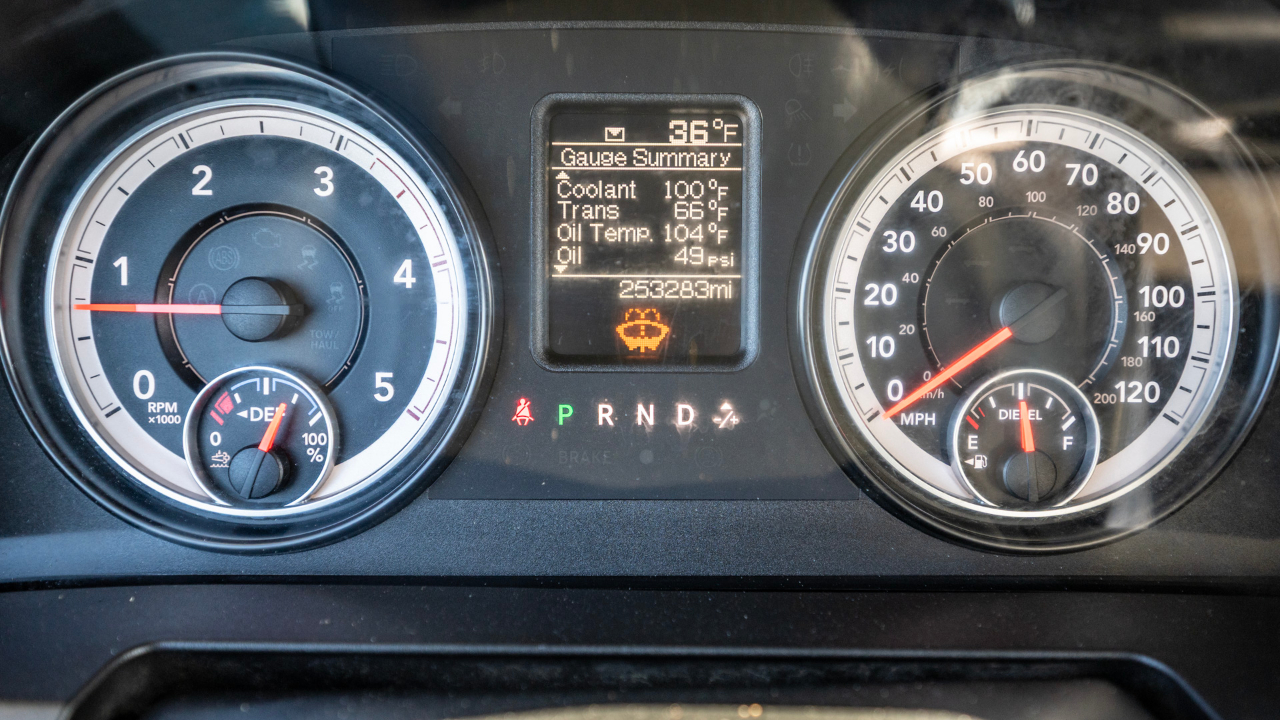 0
1
2
3
4
5
RPM
x1000
TOW/
HAUL
DEF
0
100
%
36°F
Gauge Summary
Coolant 100°F
Trans 66°F
Oil Temp. 104°F
Oil 49 psi
253283mi
P R N D
BRAKE
0
10
20
30
40
50
60
70
80
90
100
110
120
MPH
0
20
40
60
80
100
120
140
160
180
200
km/h
DIESEL
E
F